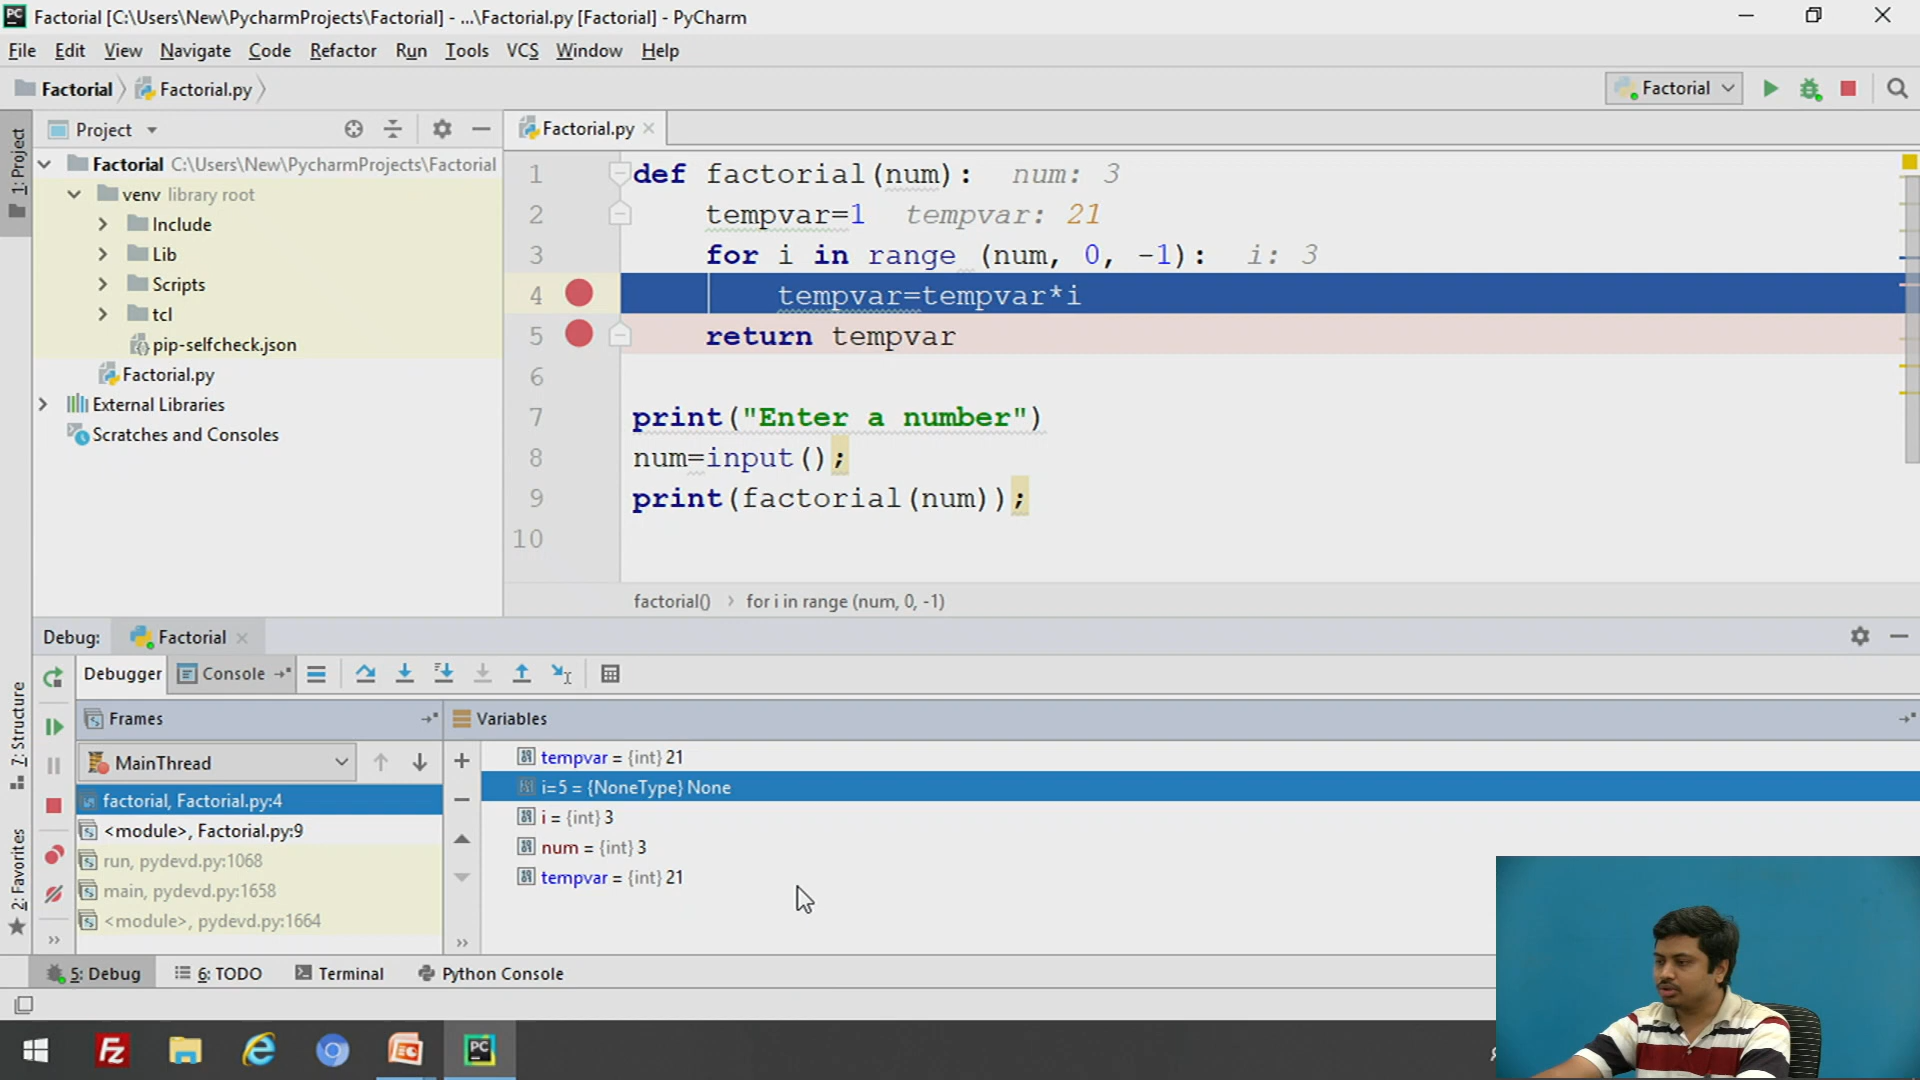 Factorial [C:\Users\New\PycharmProjects\Factorial] - ...\Factorial.py [Factorial] - PyCharm
File Edit View Navigate Code Refactor Run Tools VCS Window Help
Factorial Factorial.py Factorial
1: Project
Project
Factorial.py
Factorial C:\Users\New\PycharmProjects\Factorial
venv library root
Include
Lib
Scripts
tcl
pip-selfcheck.json
Factorial.py
External Libraries
Scratches and Consoles
1 def factorial(num): num: 3
2 tempvar=1 tempvar: 21
3 for i in range (num, 0, -1): i: 3
4 tempvar=tempvar*i
5 return tempvar
6
7 print("Enter a number")
8 num=input();
9 print(factorial(num));
10
factorial() › for i in range (num, 0, -1)
Debug: Factorial
Debugger Console
7: Structure
2: Favorites
Frames
MainThread
factorial, Factorial.py:4
<module>, Factorial.py:9
run, pydevd.py:1068
main, pydevd.py:1658
<module>, pydevd.py:1664
Variables
tempvar = {int} 21
i=5 = {NoneType} None
i = {int} 3
num = {int} 3
tempvar = {int} 21
5: Debug 6: TODO Terminal Python Console
Fz PC